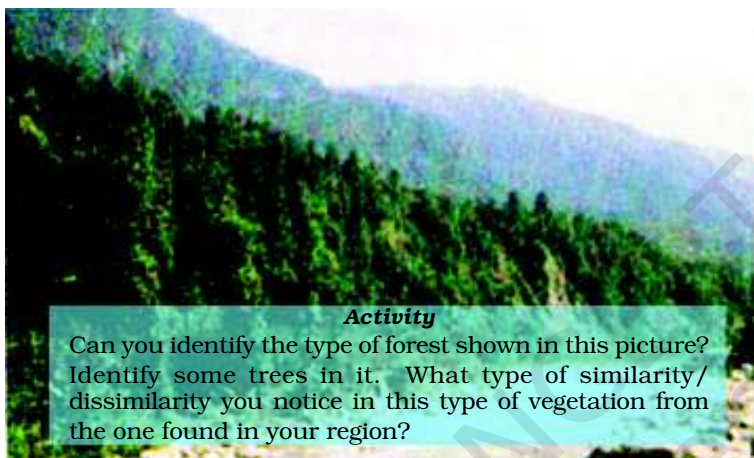 Activity
Can you identify the type of forest shown in this picture?
Identify some trees in it. What type of similarity/
dissimilarity you notice in this type of vegetation from
the one found in your region?